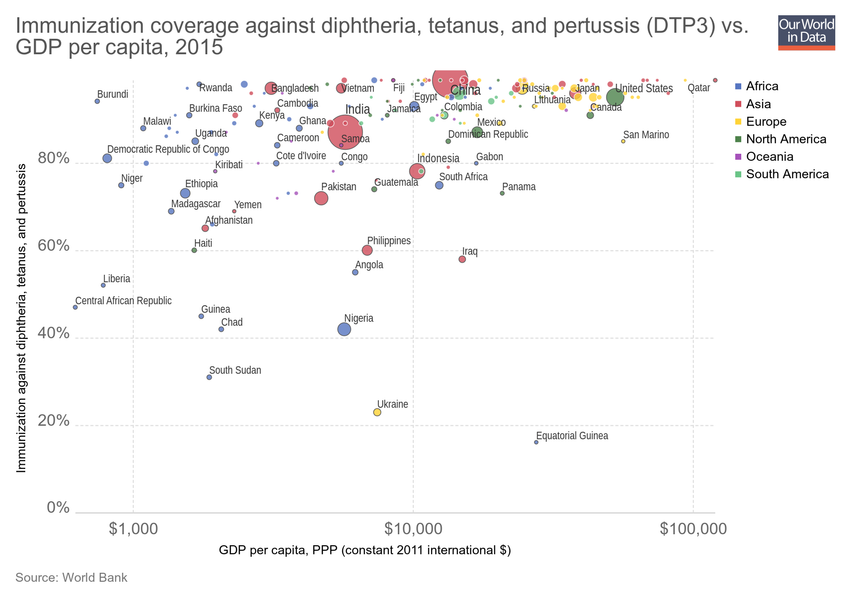 Immunization coverage against diphtheria, tetanus, and pertussis (DTP3) vs.
GDP per capita, 2015
Our World
in Data
Immunization against diphtheria, tetanus, and pertussis
80%
60%
40%
20%
0%
$1,000
$10,000
$100,000
GDP per capita, PPP (constant 2011 international $)
Burundi
Rwanda
Bangladesh
Vietnam
Fiji
China
Russia
Japan
United States
Qatar
Burkina Faso
Cambodia
India
Egypt
Jamaica
Colombia
Lithuania
Canada
Malawi
Kenya
Ghana
Mexico
Uganda
Cameroon
Samoa
Dominican Republic
San Marino
Democratic Republic of Congo
Kiribati
Cote d'Ivoire
Congo
Indonesia
Gabon
Niger
Ethiopia
Pakistan
Guatemala
South Africa
Panama
Madagascar
Yemen
Afghanistan
Haiti
Philippines
Iraq
Angola
Liberia
Central African Republic
Guinea
Chad
Nigeria
South Sudan
Ukraine
Equatorial Guinea
Africa
Asia
Europe
North America
Oceania
South America
Source: World Bank